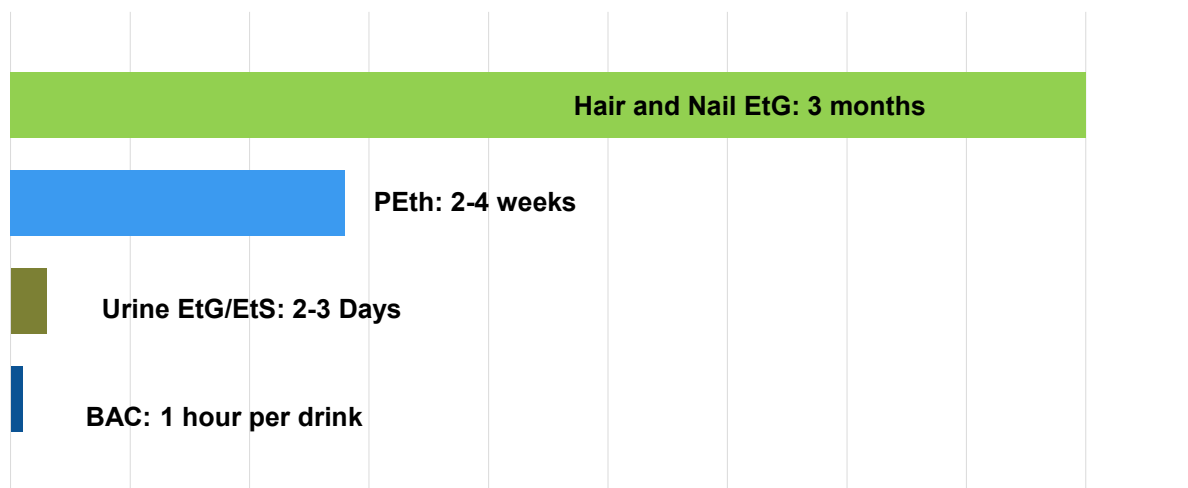 Hair and Nail EtG: 3 months
PEth: 2-4 weeks
Urine EtG/EtS: 2-3 Days
BAC: 1 hour per drink